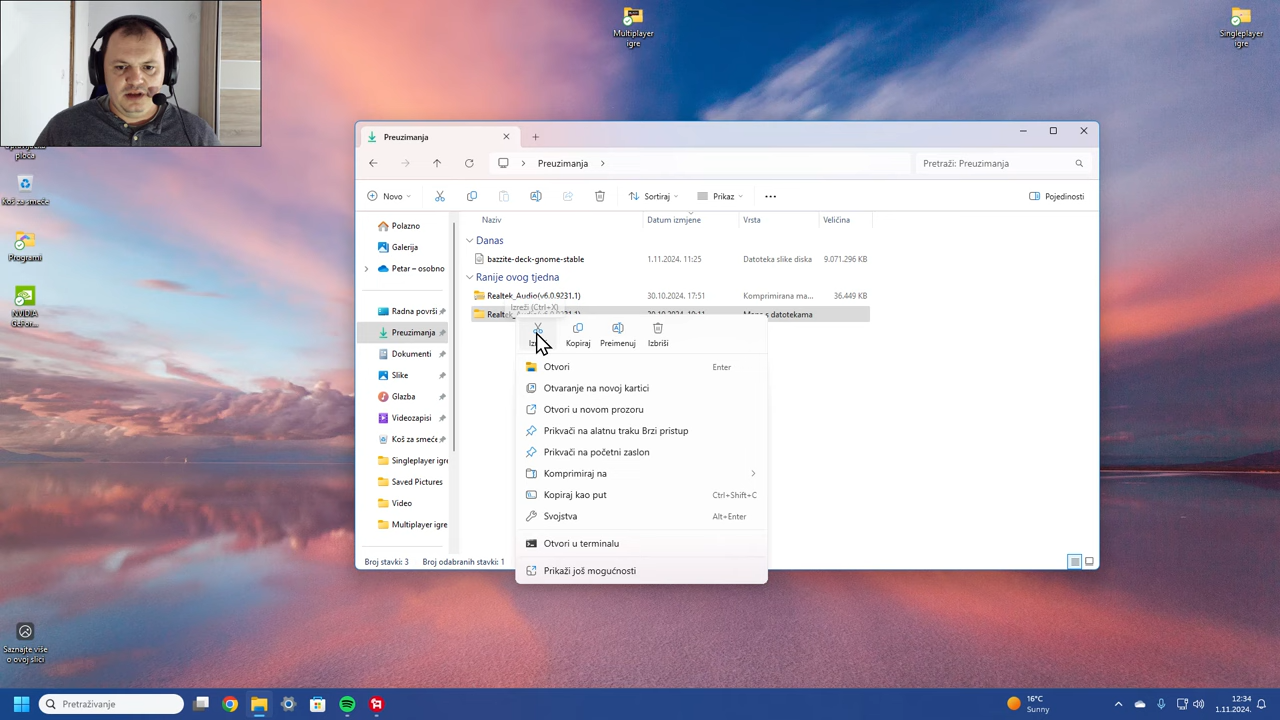 Multiplayer
igre
Singleplayer
igre
ploca
Koš za smeće
Programi
NVIDIA
GeFor...
Saznajte više
o ovoj slici
Preuzimanja
Preuzimanja
Pretraži: Preuzimanja
Novo
Sortiraj
Prikaz
Pojedinosti
Polazno
Galerija
Petar – osobno
Radna površi
Preuzimanja
Dokumenti
Slike
Glazba
Videozapisi
Koš za smeće
Singleplayer igre
Saved Pictures
Video
Multiplayer igre
Naziv
Datum izmjene
Vrsta
Veličina
Danas
bazzite-deck-gnome-stable
1.11.2024. 11:25
Datoteka slike diska
9.071.296 KB
Ranije ovog tjedna
Realtek_Audio(v6.0.9231.1)
30.10.2024. 17:51
Komprimirana ma...
36.449 KB
Izreži (Ctrl+X)
Kopiraj
Preimenuj
Izbriši
Otvori
Enter
Otvaranje na novoj kartici
Otvori u novom prozoru
Prikvači na alatnu traku Brzi pristup
Prikvači na početni zaslon
Komprimiraj na
Kopiraj kao put
Ctrl+Shift+C
Svojstva
Alt+Enter
Otvori u terminalu
Prikaži još mogućnosti
Broj stavki: 3
Broj odabranih stavki: 1
Pretraživanje
16°C
Sunny
12:34
1.11.2024.